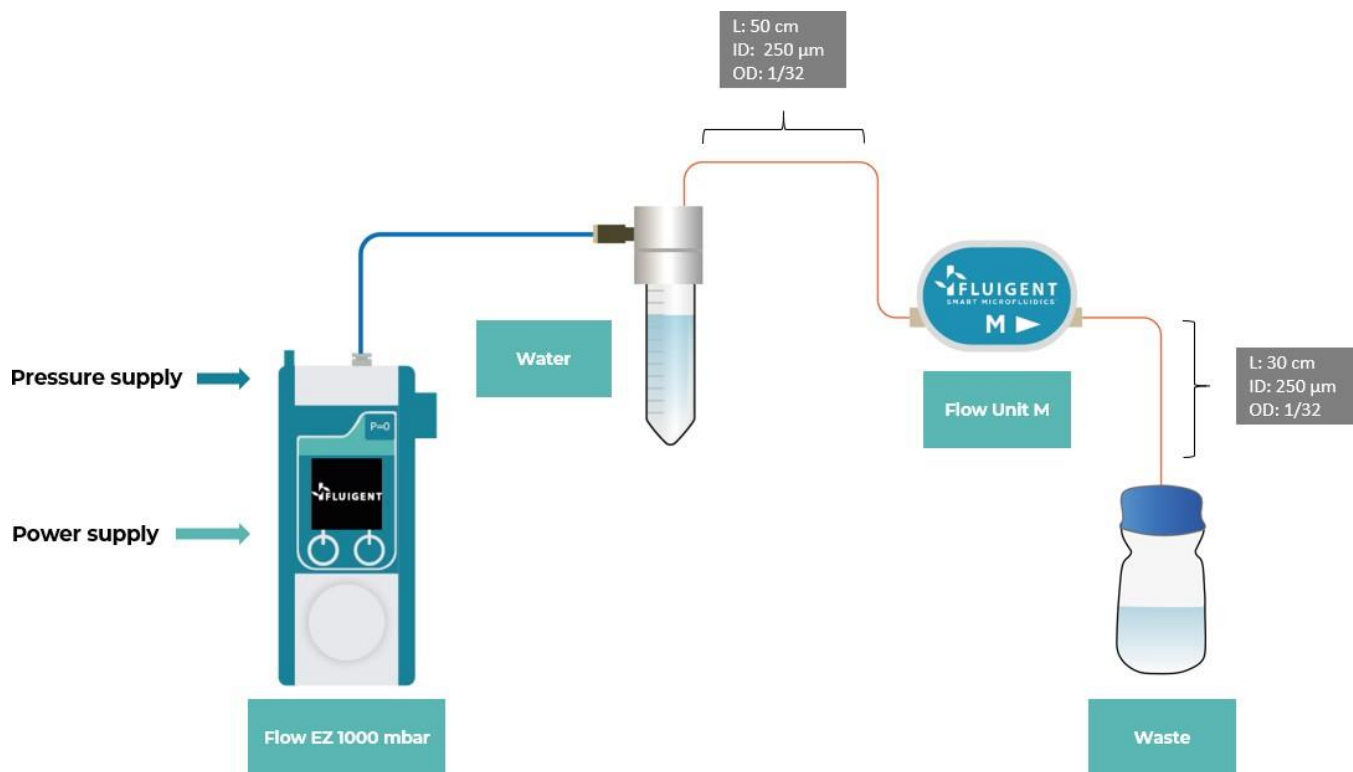 L: 50 cm
ID:  250 µm
OD: 1/32
FLUIGENT
SMART MICROFLUIDICS
M
Water
Pressure supply
P=0
L: 30 cm
ID: 250 µm
OD: 1/32
Flow Unit M
FLUIGENT
Power supply
Flow EZ 1000 mbar
Waste